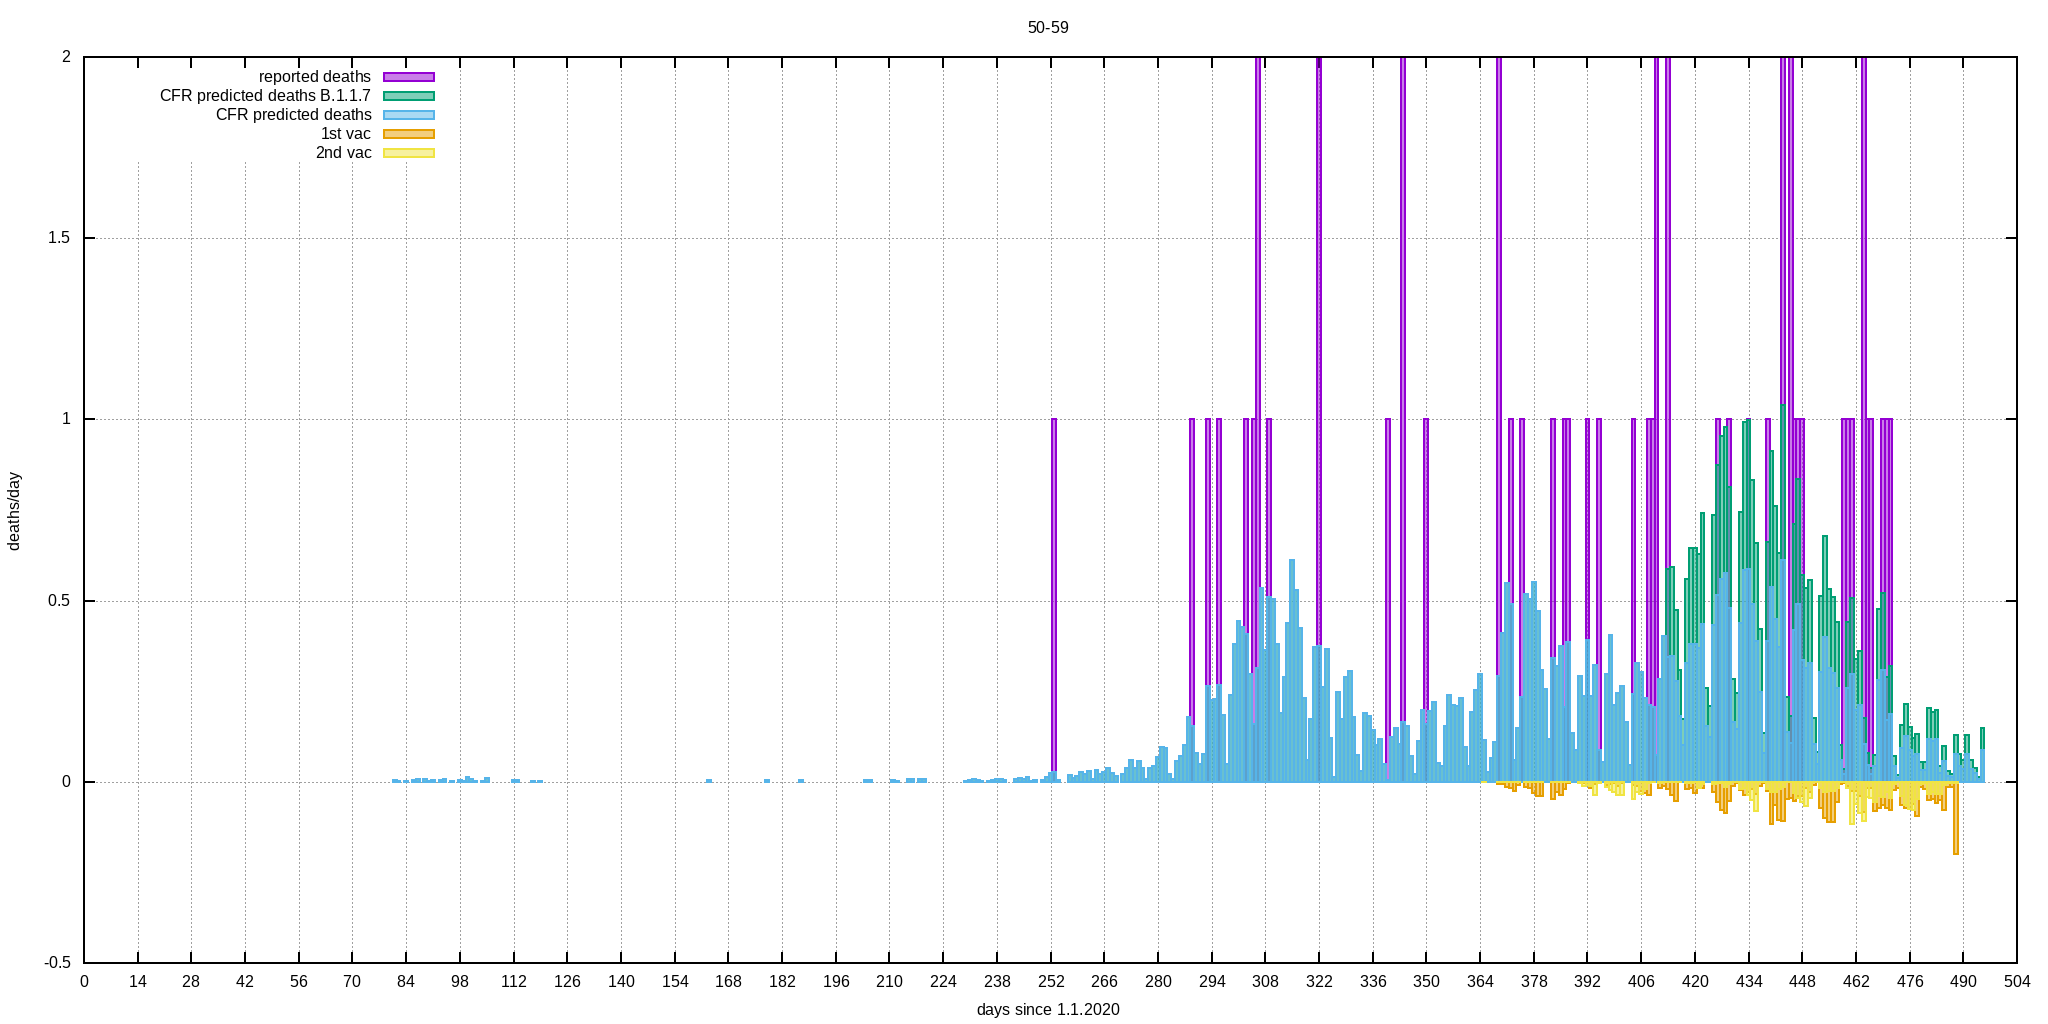 50-59
reported deaths
CFR predicted deaths B.1.1.7
CFR predicted deaths
1st vac
2nd vac
2
1.5
1
0.5
0
-0.5
deaths/day
0 14 28 42 56 70 84 98 112 126 140 154 168 182 196 210 224 238 252 266 280 294 308 322 336 350 364 378 392 406 420 434 448 462 476 490 504
days since 1.1.2020